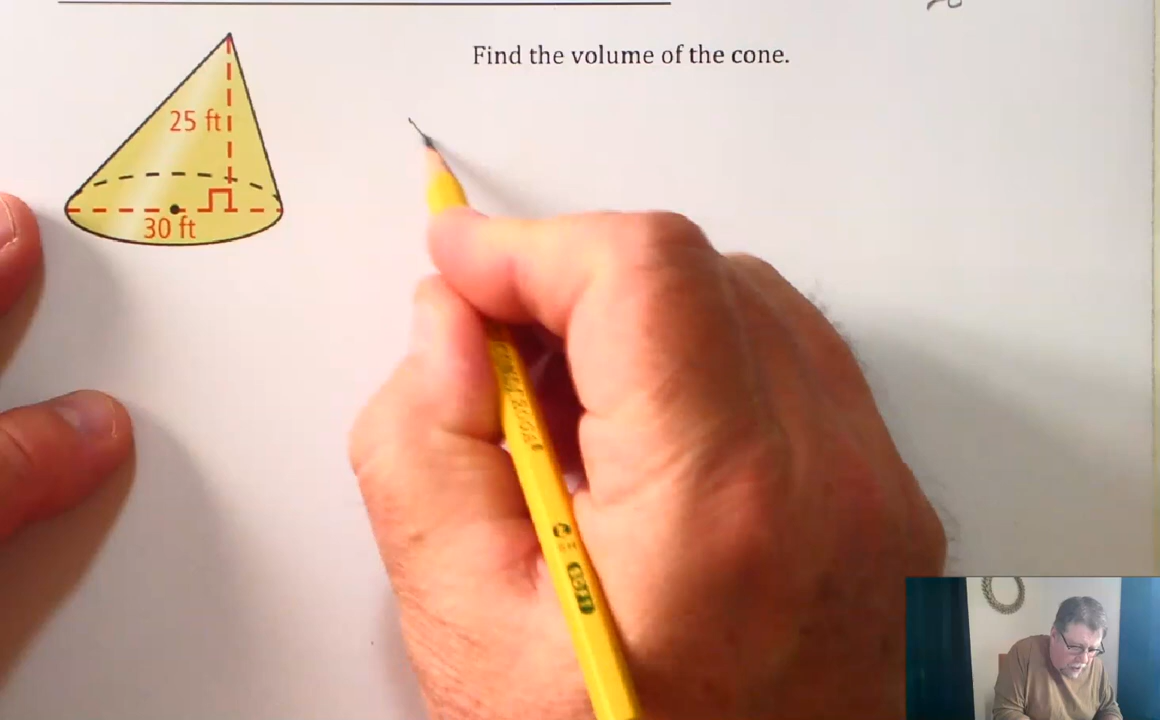 Find the volume of the cone.
25 ft
30 ft